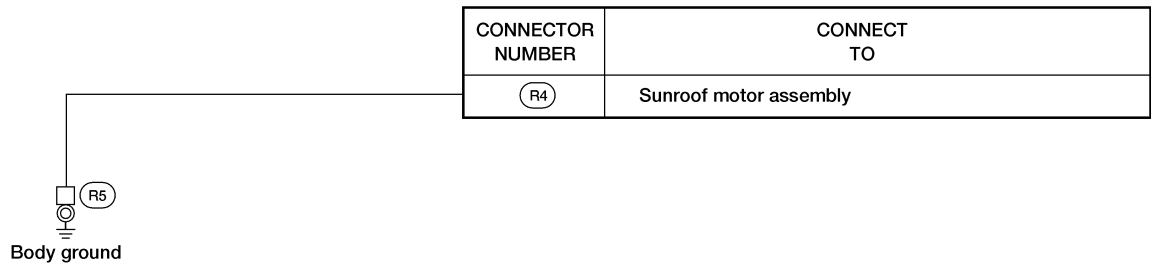 CONNECTOR NUMBER
CONNECT TO
R4
Sunroof motor assembly
R5
Body ground